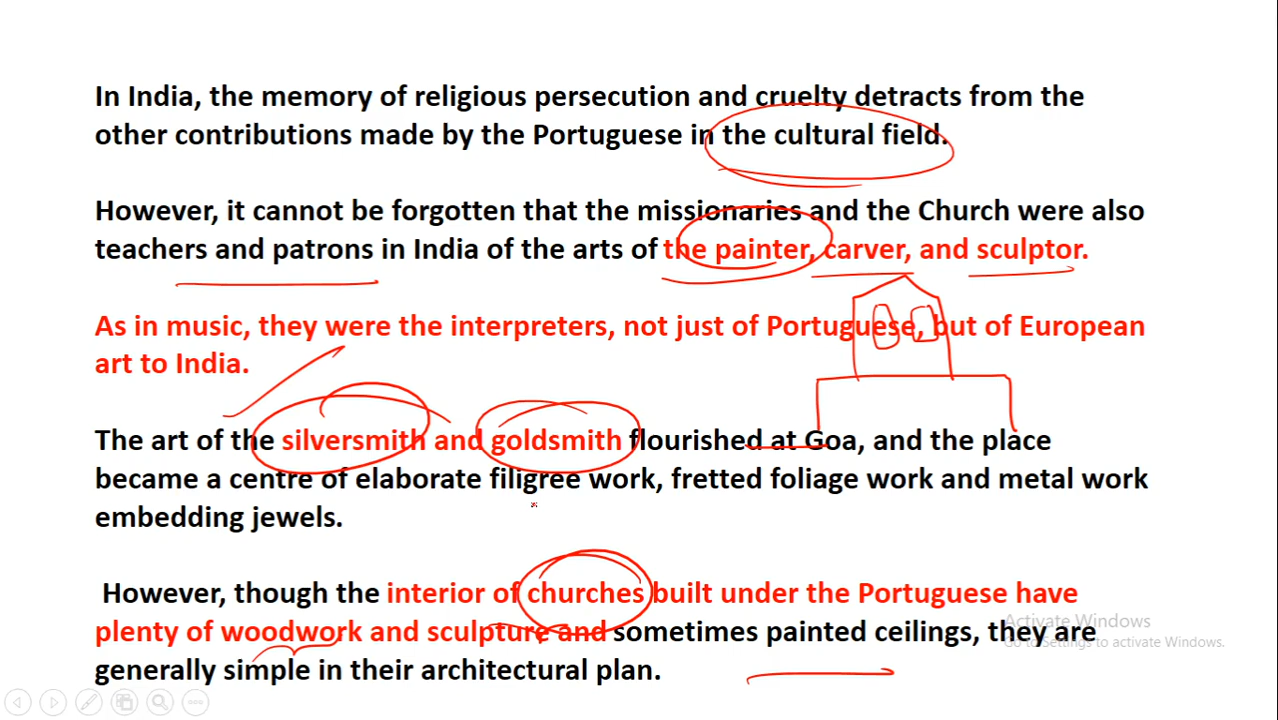 In India, the memory of religious persecution and cruelty detracts from the
other contributions made by the Portuguese in the cultural field.
However, it cannot be forgotten that the missionaries and the Church were also
teachers and patrons in India of the arts of the painter, carver, and sculptor.
As in music, they were the interpreters, not just of Portuguese, but of European
art to India.
The art of the silversmith and goldsmith flourished at Goa, and the place
became a centre of elaborate filigree work, fretted foliage work and metal work
embedding jewels.
However, though the interior of churches built under the Portuguese have
plenty of woodwork and sculpture and sometimes painted ceilings, they are
generally simple in their architectural plan.
Activate Windows
Go to Settings to activate Windows.